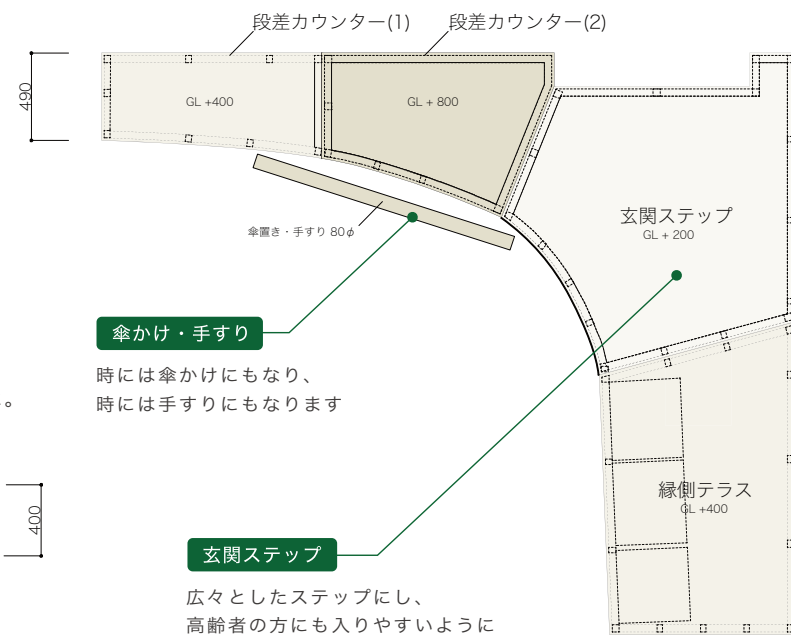 段差カウンター(1)
段差カウンター(2)
490
GL +400
GL + 800
玄関ステップ
GL + 200
傘置き・手すり 80φ
傘かけ・手すり
時には傘かけにもなり、
時には手すりにもなります
。
縁側テラス
GL +400
400
玄関ステップ
広々としたステップにし、
高齢者の方にも入りやすいように